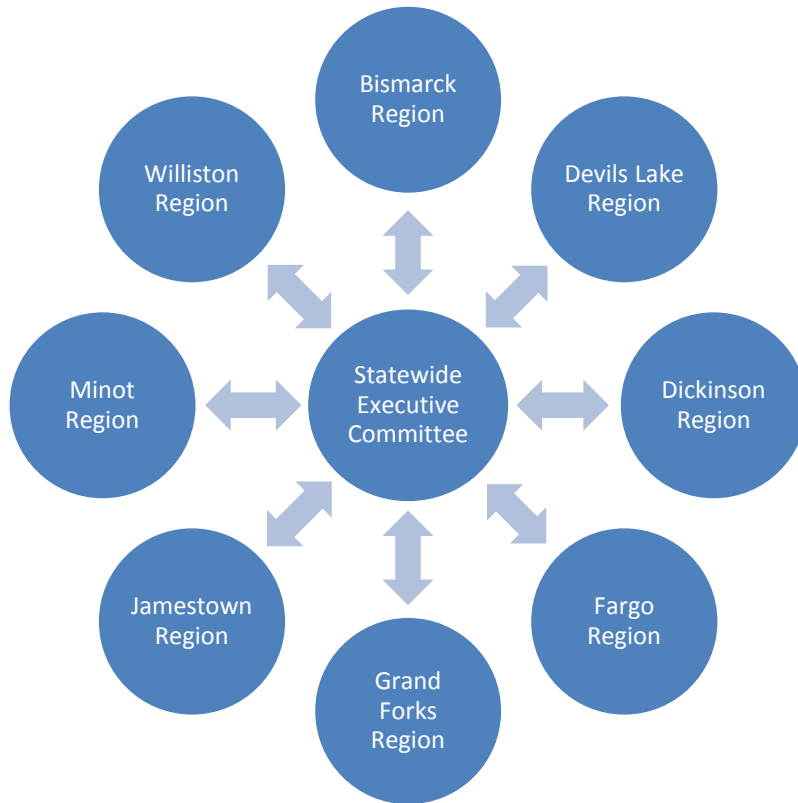 Bismarck
Region
Devils Lake
Region
Dickinson
Region
Fargo
Region
Grand
Forks
Region
Jamestown
Region
Minot
Region
Williston
Region
Statewide
Executive
Committee